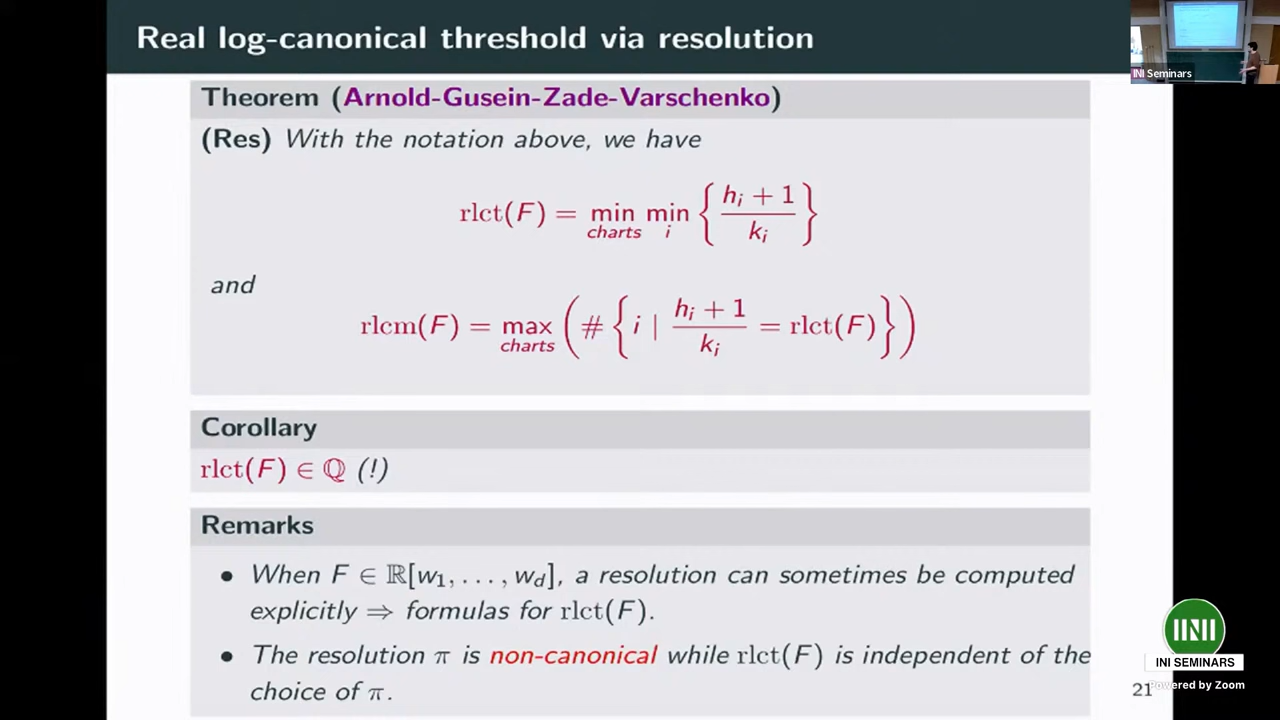 Real log-canonical threshold via resolution
INI Seminars
Theorem (Arnold-Gusein-Zade-Varschenko)
(Res) With the notation above, we have
rlct(F) = min_{charts} min_i { (h_i + 1) / k_i }
and
rlcm(F) = max_{charts} ( # { i | (h_i + 1) / k_i = rlct(F) } )
Corollary
rlct(F) ∈ ℚ (!)
Remarks
• When F ∈ ℝ[w_1, . . . , w_d], a resolution can sometimes be computed
explicitly ⇒ formulas for rlct(F).
• The resolution π is non-canonical while rlct(F) is independent of the
choice of π.
21
INI SEMINARS
Powered by Zoom